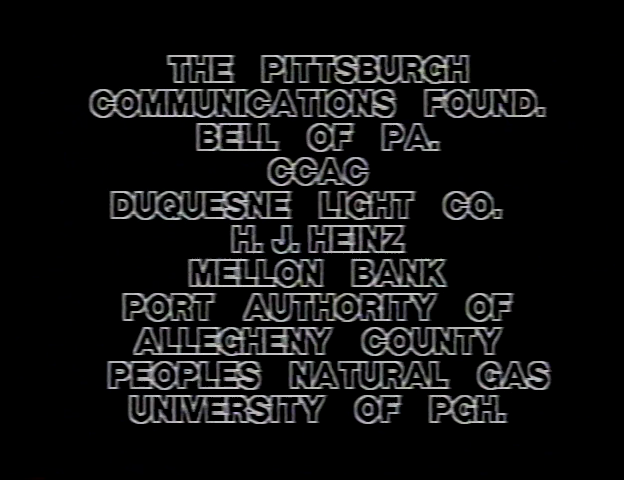 THE PITTSBURGH
COMMUNICATIONS FOUND.
BELL OF PA.
CCAC
DUQUESNE LIGHT CO.
H. J. HEINZ
MELLON BANK
PORT AUTHORITY OF
ALLEGHENY COUNTY
PEOPLES NATURAL GAS
UNIVERSITY OF PGH.